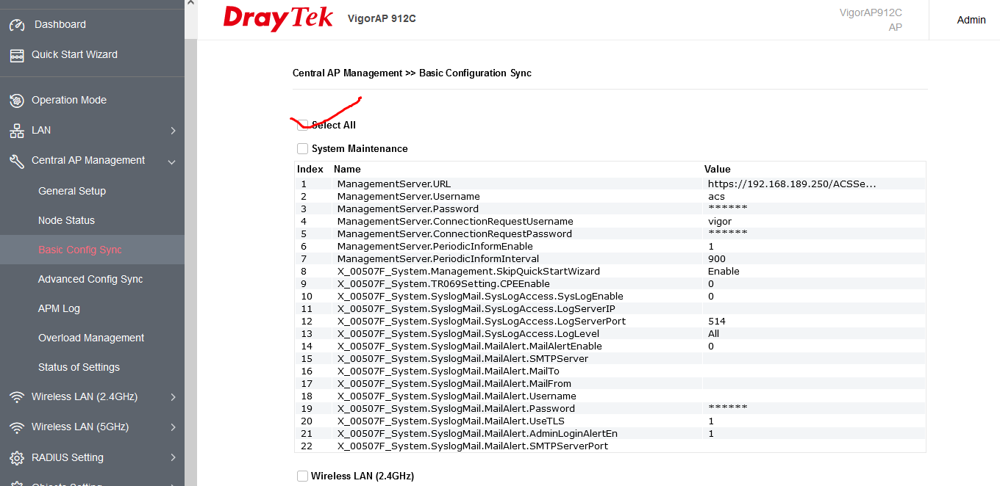 Dashboard
Quick Start Wizard
Operation Mode
LAN
Central AP Management
General Setup
Node Status
Basic Config Sync
Advanced Config Sync
APM Log
Overload Management
Status of Settings
Wireless LAN (2.4GHz)
Wireless LAN (5GHz)
RADIUS Setting
Objects Setting
DrayTek VigorAP 912C
VigorAP912C
AP
Admin
Central AP Management >> Basic Configuration Sync
Select All
System Maintenance
Index Name Value
1 ManagementServer.URL https://192.168.189.250/ACSSe...
2 ManagementServer.Username acs
3 ManagementServer.Password ******
4 ManagementServer.ConnectionRequestUsername vigor
5 ManagementServer.ConnectionRequestPassword ******
6 ManagementServer.PeriodicInformEnable 1
7 ManagementServer.PeriodicInformInterval 900
8 X_00507F_System.Management.SkipQuickStartWizard Enable
9 X_00507F_System.TR069Setting.CPEEnable 0
10 X_00507F_System.SyslogMail.SysLogAccess.SysLogEnable 0
11 X_00507F_System.SyslogMail.SysLogAccess.LogServerIP
12 X_00507F_System.SyslogMail.SysLogAccess.LogServerPort 514
13 X_00507F_System.SyslogMail.SysLogAccess.LogLevel All
14 X_00507F_System.SyslogMail.MailAlert.MailAlertEnable 0
15 X_00507F_System.SyslogMail.MailAlert.SMTPServer
16 X_00507F_System.SyslogMail.MailAlert.MailTo
17 X_00507F_System.SyslogMail.MailAlert.MailFrom
18 X_00507F_System.SyslogMail.MailAlert.Username
19 X_00507F_System.SyslogMail.MailAlert.Password ******
20 X_00507F_System.SyslogMail.MailAlert.UseTLS 1
21 X_00507F_System.SyslogMail.MailAlert.AdminLoginAlertEn 1
22 X_00507F_System.SyslogMail.MailAlert.SMTPServerPort
Wireless LAN (2.4GHz)